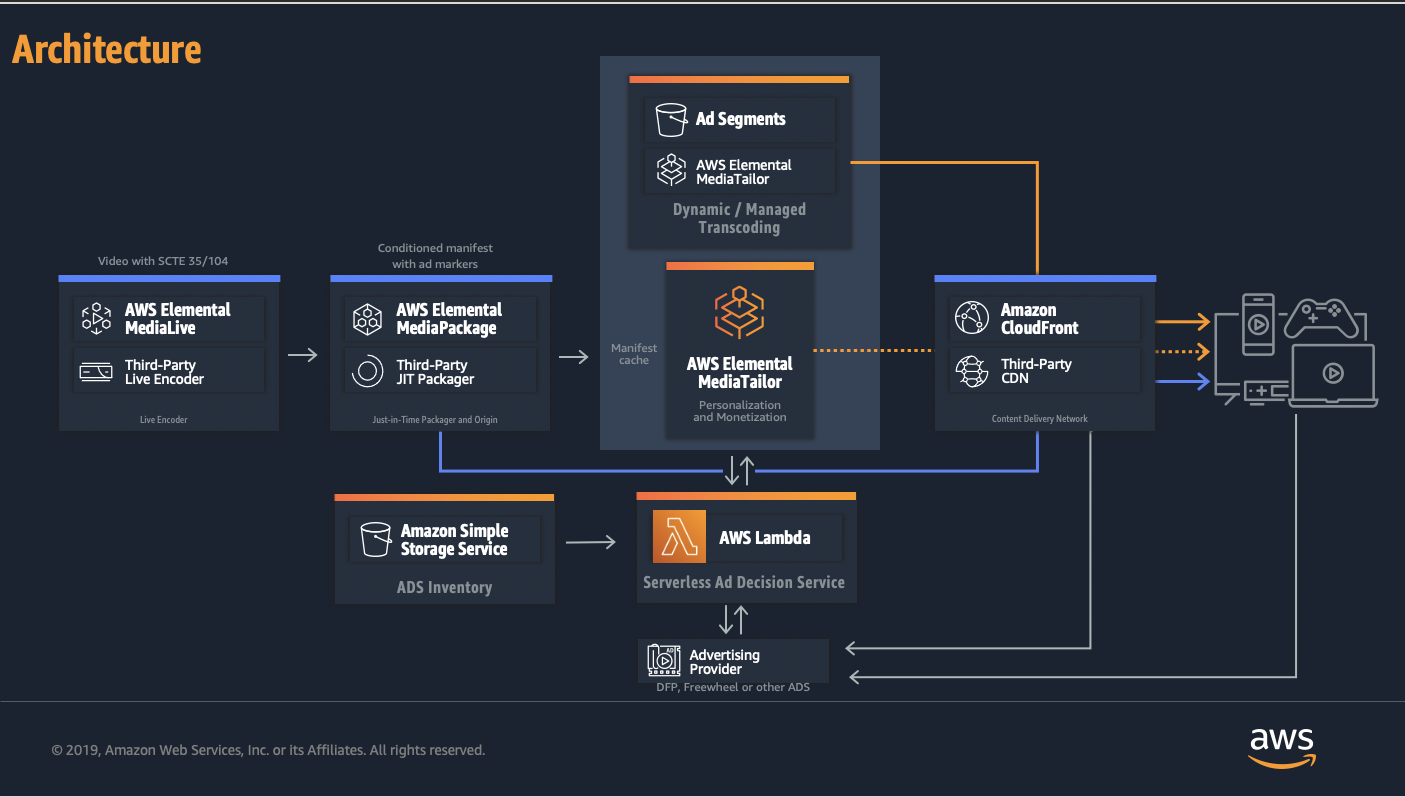 Architecture
Ad Segments
AWS Elemental
MediaTailor
Dynamic / Managed
Transcoding
Video with SCTE 35/104
AWS Elemental
MediaLive
Third-Party
Live Encoder
Live Encoder
Conditioned manifest
with ad markers
AWS Elemental
MediaPackage
Third-Party
JIT Packager
Just-in-Time Packager and Origin
Manifest
cache
AWS Elemental
MediaTailor
Personalization
and Monetization
Amazon
CloudFront
Third-Party
CDN
Content Delivery Network
Amazon Simple
Storage Service
ADS Inventory
AWS Lambda
Serverless Ad Decision Service
AD
Advertising
Provider
DFP, Freewheel or other ADS
© 2019, Amazon Web Services, Inc. or its Affiliates. All rights reserved.
aws